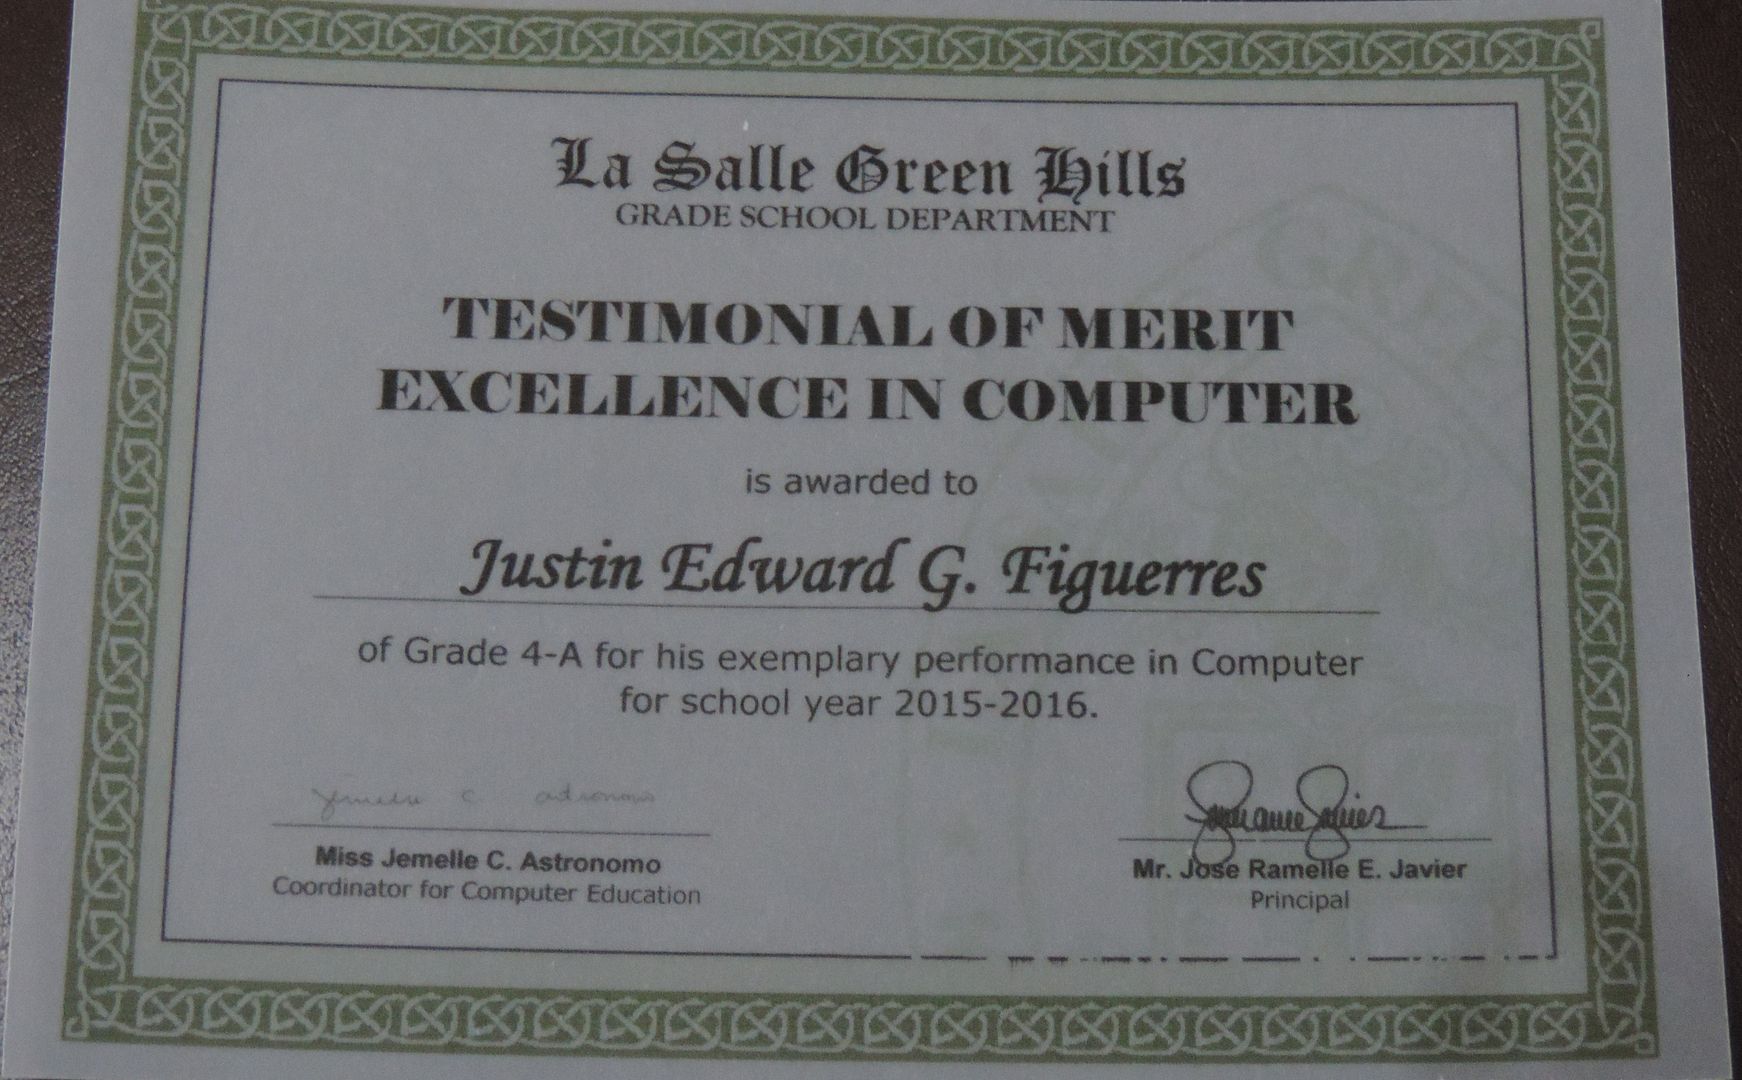 La Salle Green Hills
GRADE SCHOOL DEPARTMENT
TESTIMONIAL OF MERIT
EXCELLENCE IN COMPUTER
is awarded to
Justin Edward G. Figuerres
of Grade 4-A for his exemplary performance in Computer
for school year 2015-2016.
Jemelle C. Astronomo
Miss Jemelle C. Astronomo
Coordinator for Computer Education
Mr. Jose Ramelle E. Javier
Principal